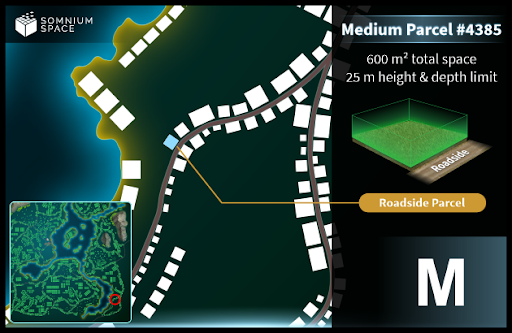 SOMNIUM
SPACE
Medium Parcel #4385
600 m² total space
25 m height & depth limit
Roadside
Roadside Parcel
M